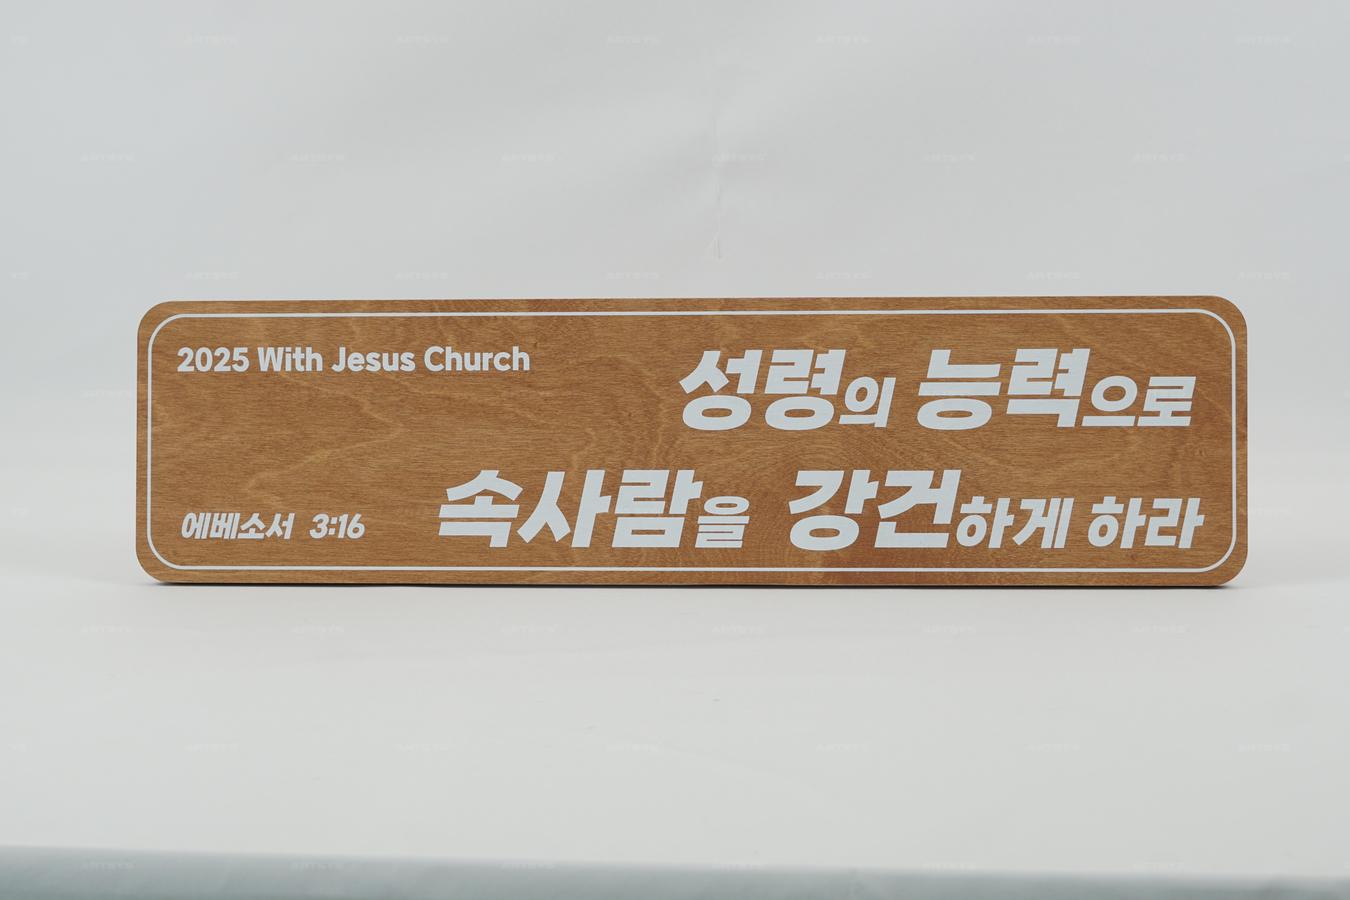 2025 With Jesus Church
성령의 능력으로
속사람을 강건하게 하라
에베소서 3:16